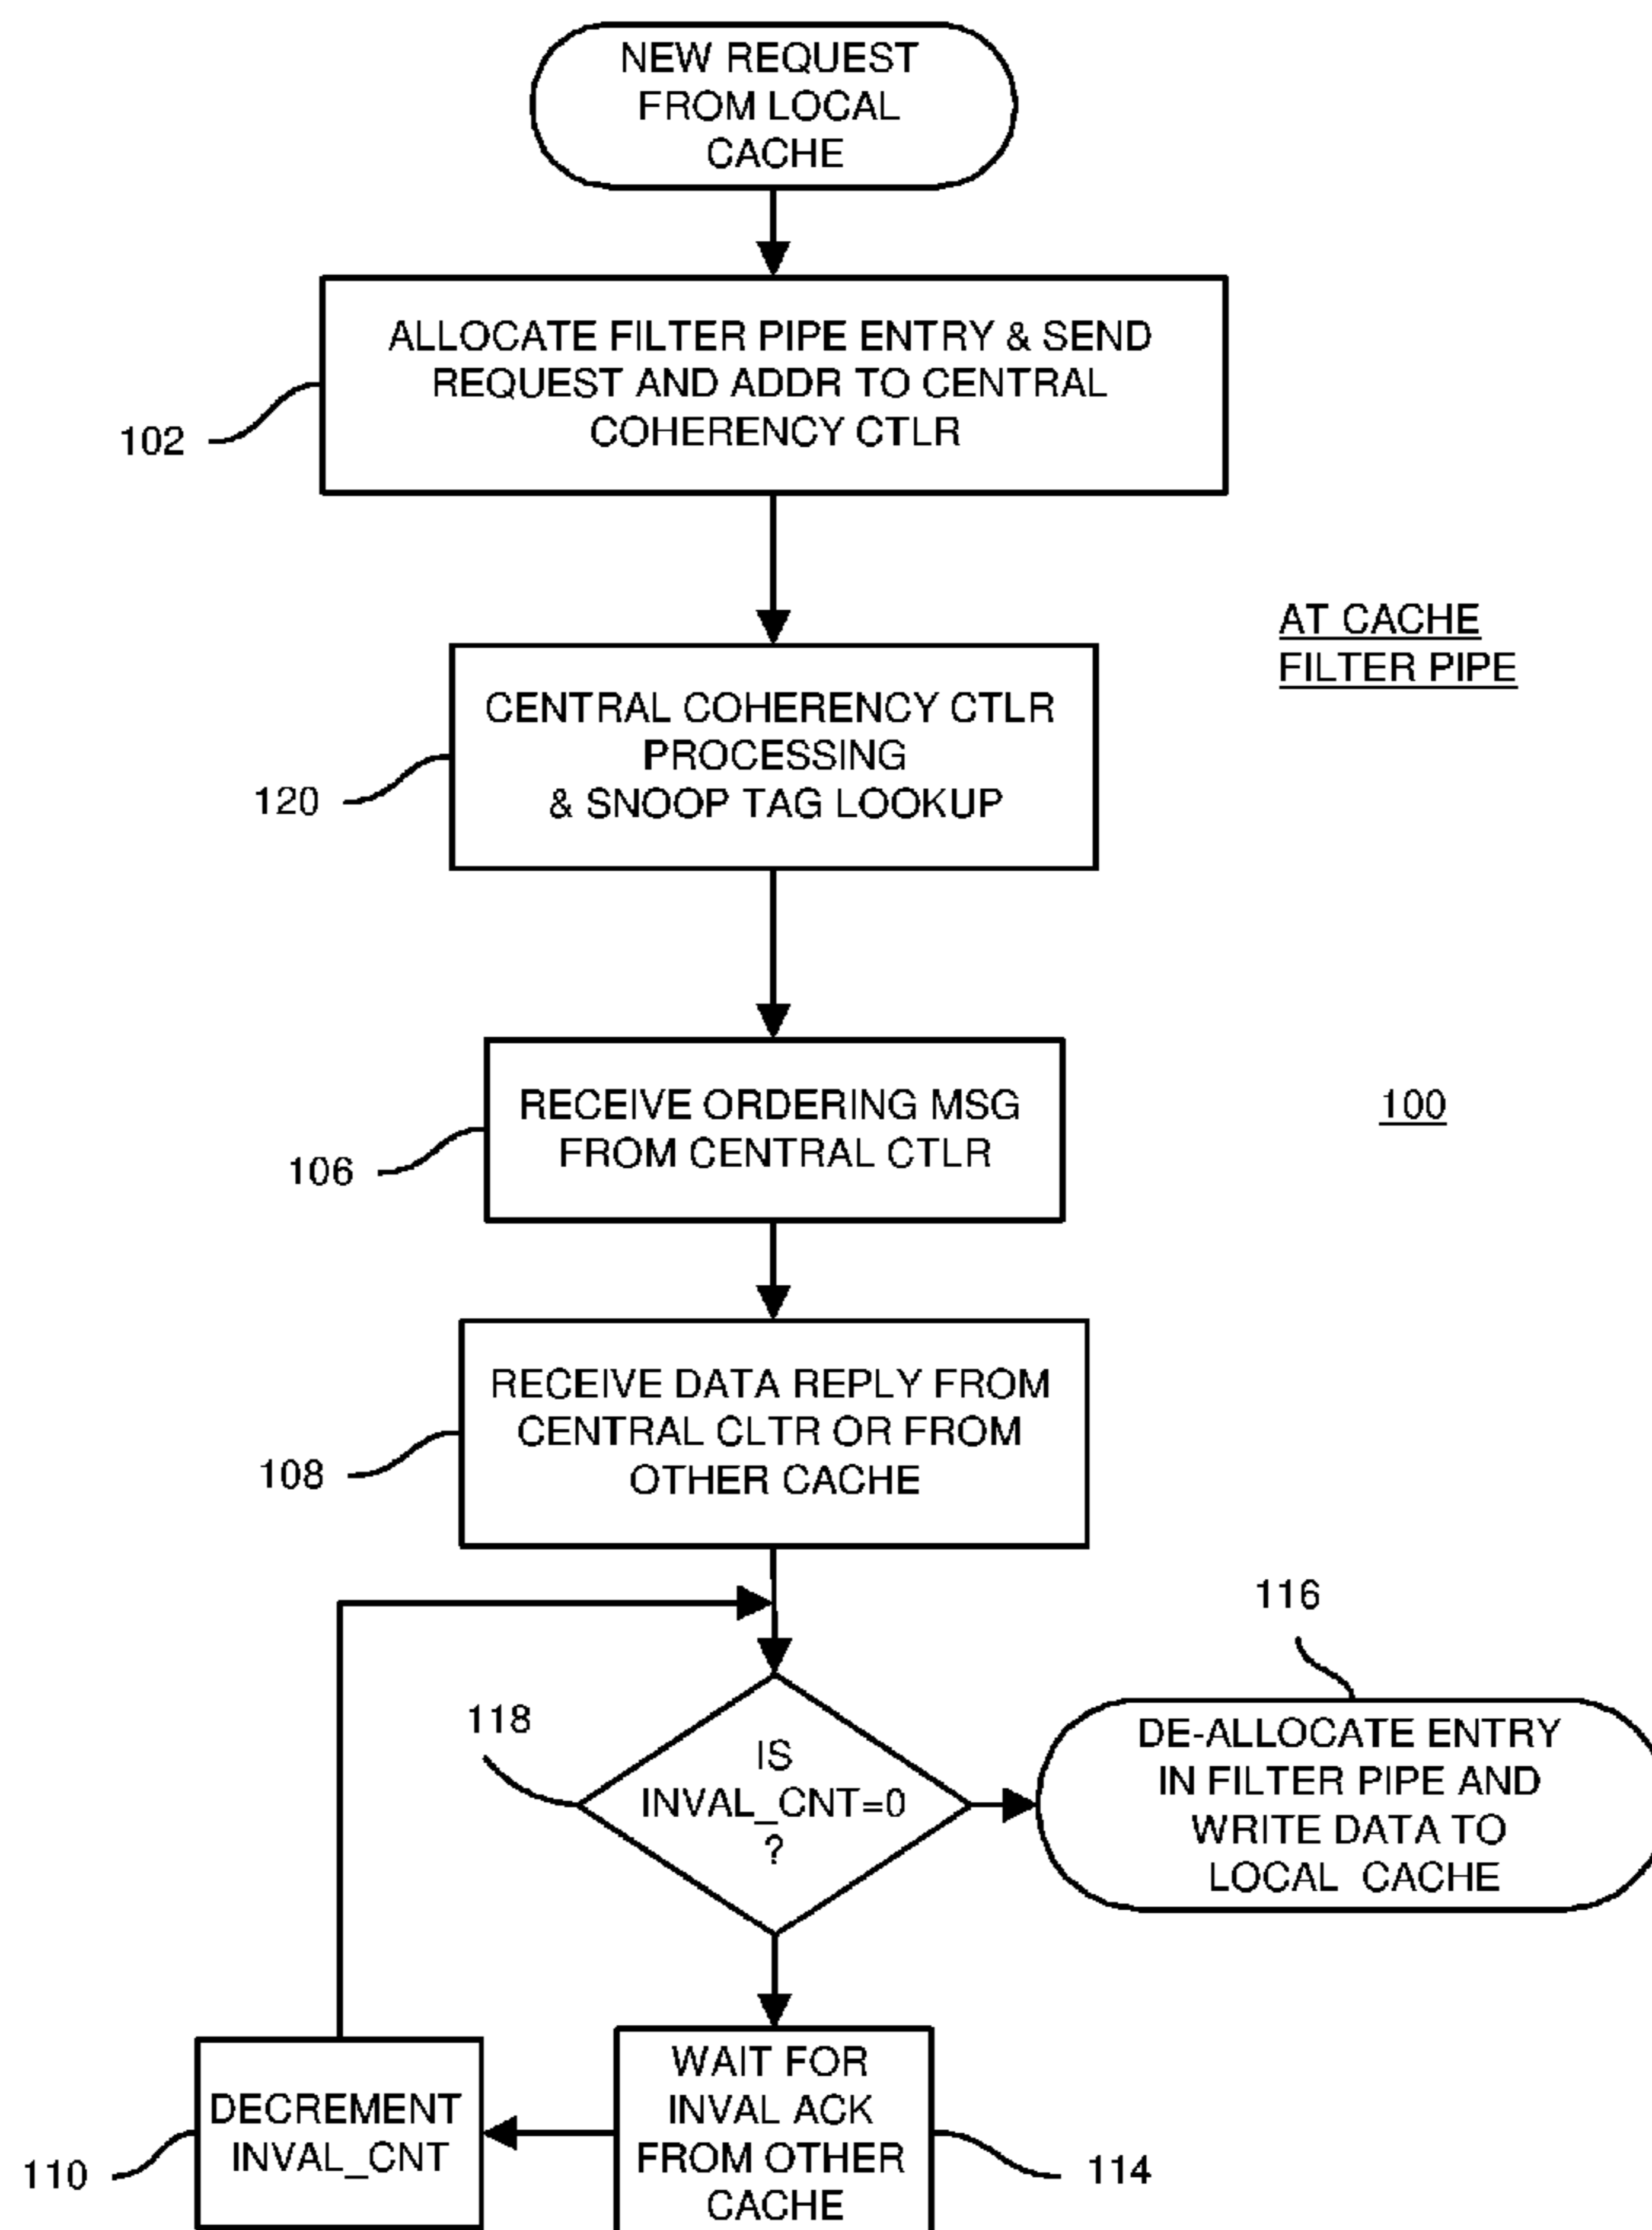 NEW REQUEST
FROM LOCAL
CACHE
ALLOCATE FILTER PIPE ENTRY & SEND
REQUEST AND ADDR TO CENTRAL
COHERENCY CTLR
102
AT CACHE
FILTER PIPE
CENTRAL COHERENCY CTLR
PROCESSING
& SNOOP TAG LOOKUP
120
RECEIVE ORDERING MSG
FROM CENTRAL CTLR
100
106
RECEIVE DATA REPLY FROM
CENTRAL CLTR OR FROM
OTHER CACHE
108
116
118
IS
INVAL_CNT=0
?
DE-ALLOCATE ENTRY
IN FILTER PIPE AND
WRITE DATA TO
LOCAL CACHE
DECREMENT
INVAL_CNT
110
WAIT FOR
INVAL ACK
FROM OTHER
CACHE
114